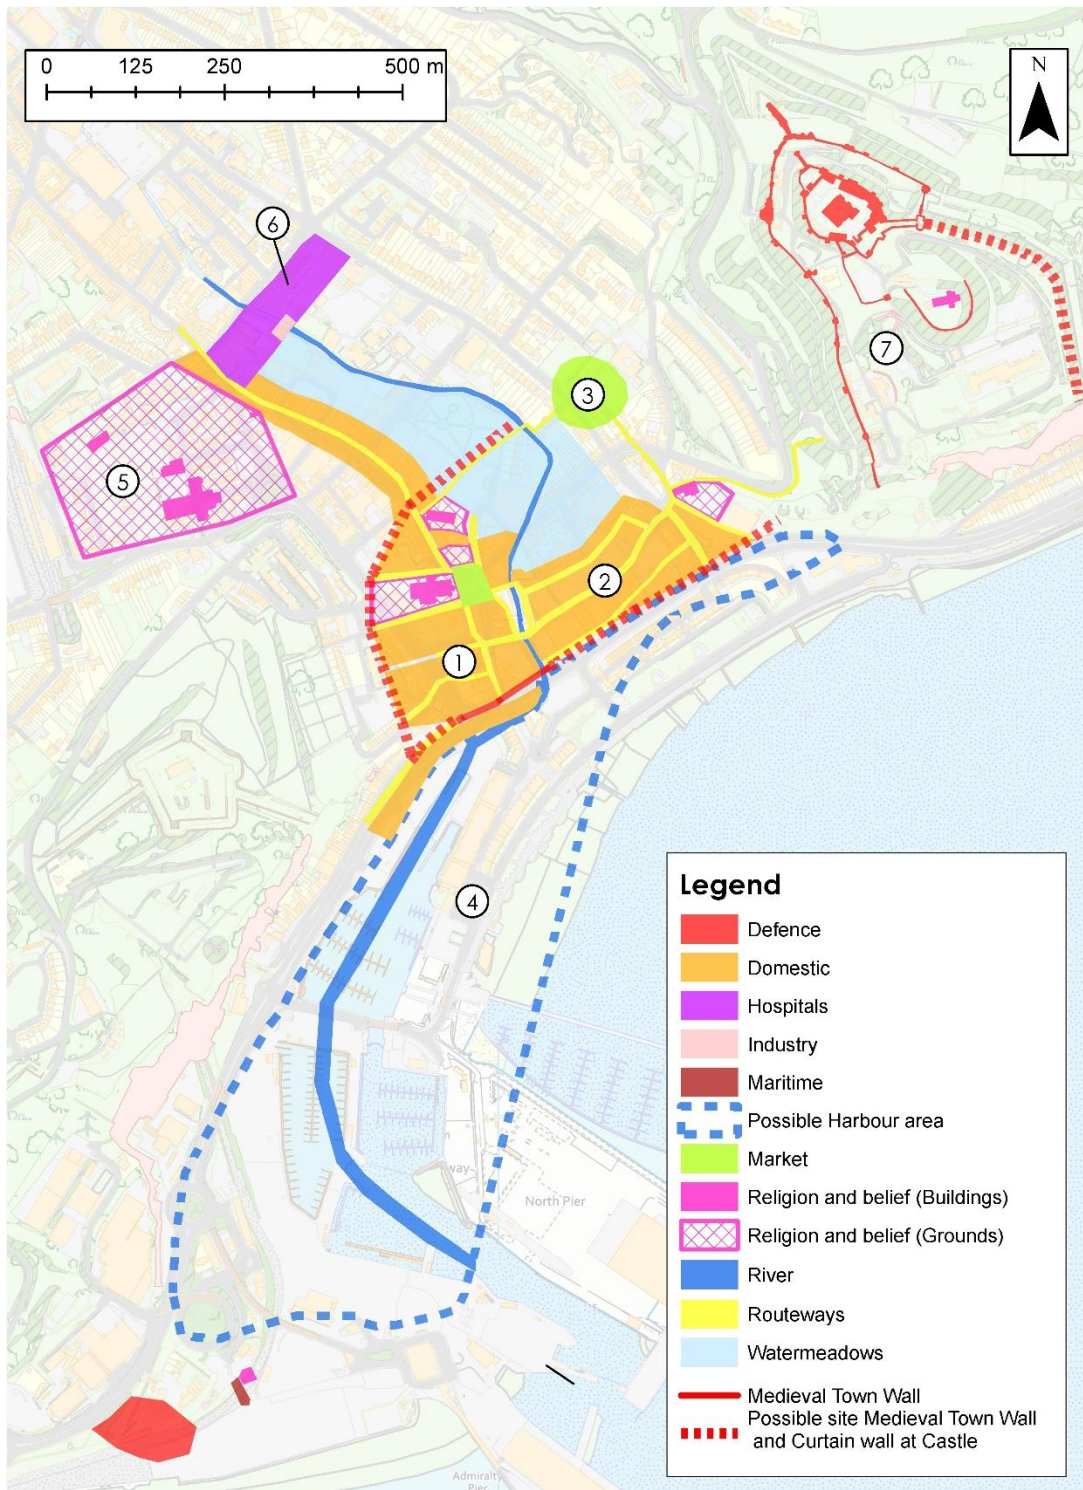 0 125 250 500 m
N
6
3
7
5
2
1
4
way
North Pier
Admiralty
Pier
Legend
Defence
Domestic
Hospitals
Industry
Maritime
Possible Harbour area
Market
Religion and belief (Buildings)
Religion and belief (Grounds)
River
Routeways
Watermeadows
Medieval Town Wall
Possible site Medieval Town Wall
and Curtain wall at Castle